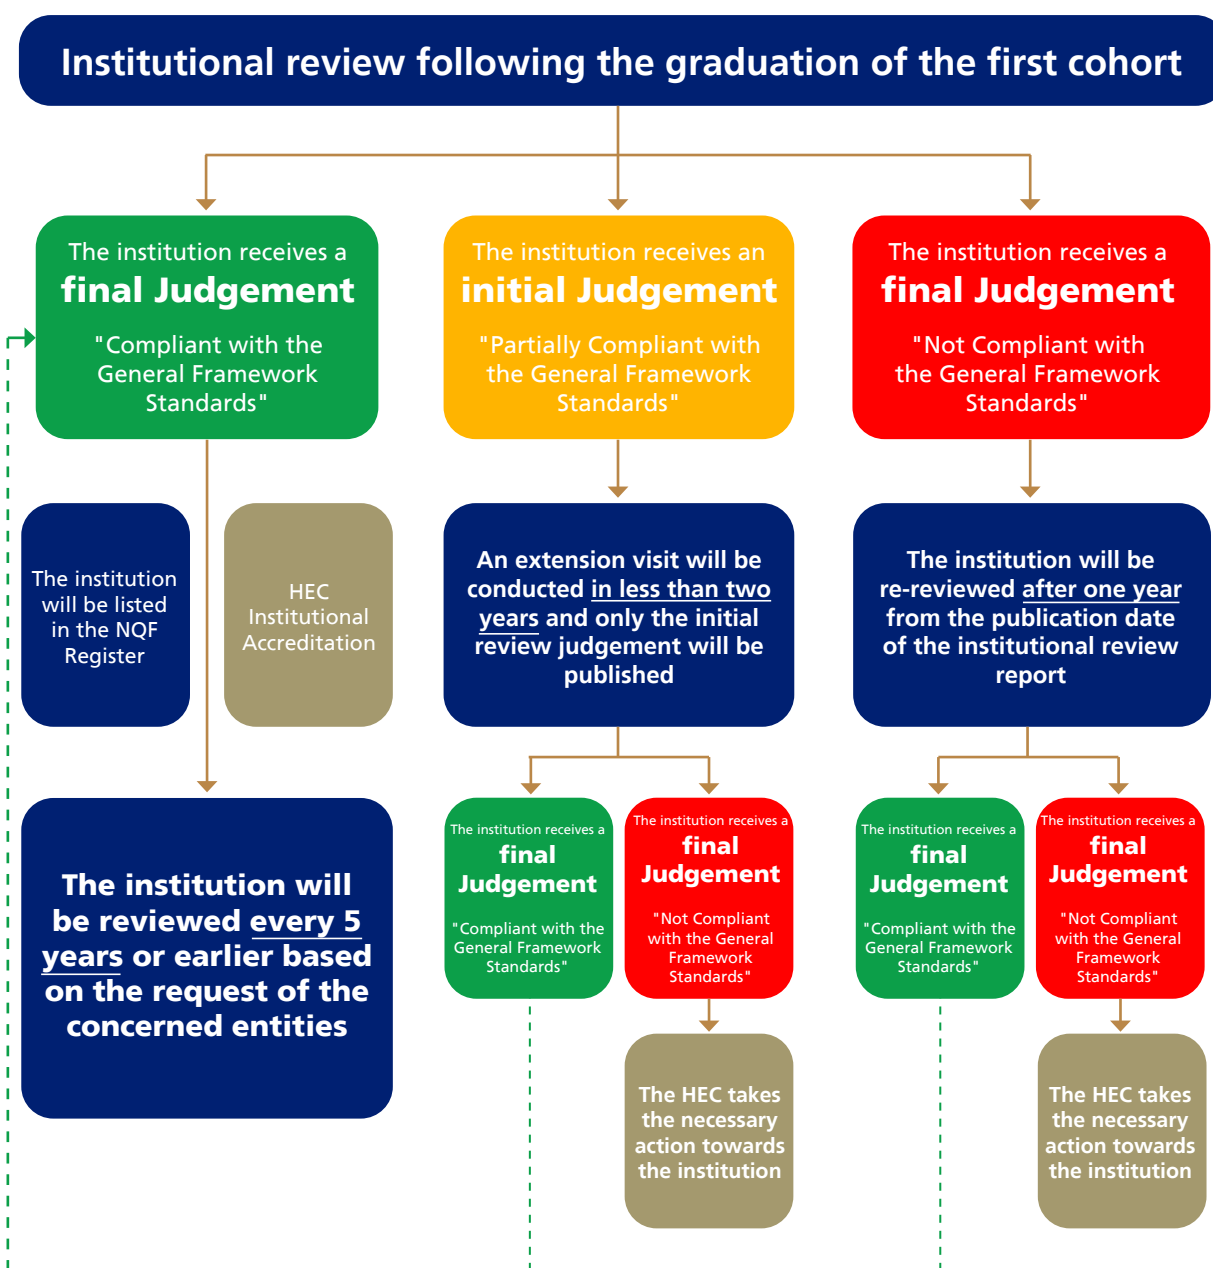 Institutional review following the graduation of the first cohort
The institution receives a
final Judgement
"Compliant with the
General Framework
Standards"
The institution receives an
initial Judgement
"Partially Compliant with
the General Framework
Standards"
The institution receives a
final Judgement
"Not Compliant with
the General Framework
Standards"
The institution
will be listed
in the NQF
Register
HEC
Institutional
Accreditation
An extension visit will be
conducted in less than two
years and only the initial
review judgement will be
published
The institution will be
re-reviewed after one year
from the publication date
of the institutional review
report
The institution will
be reviewed every 5
years or earlier based
on the request of the
concerned entities
The institution receives a
final
Judgement
"Compliant with the
General Framework
Standards"
The institution receives a
final
Judgement
"Not Compliant
with the General
Framework
Standards"
The institution receives a
final
Judgement
"Compliant with the
General Framework
Standards"
The institution receives a
final
Judgement
"Not Compliant
with the General
Framework
Standards"
The HEC takes
the necessary
action towards
the institution
The HEC takes
the necessary
action towards
the institution